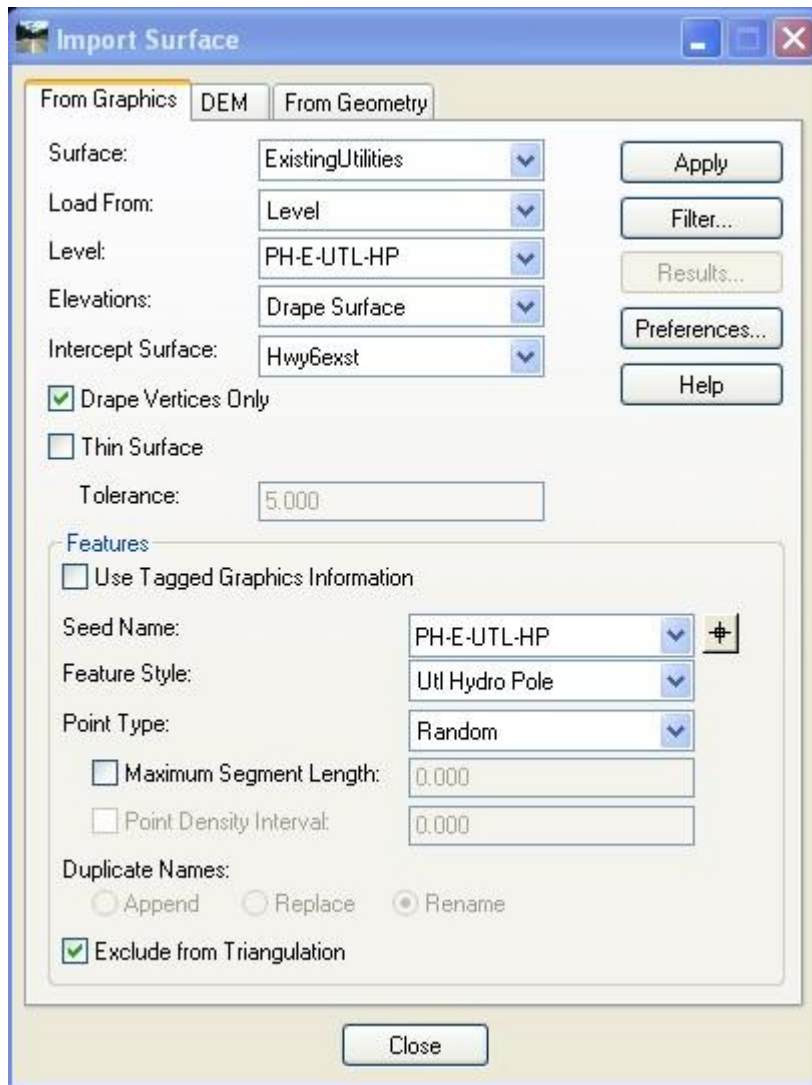 Import Surface
From Graphics DEM From Geometry
Surface: ExistingUtilities Apply
Load From: Level Filter...
Level: PH-E-UTL-HP Results...
Elevations: Drape Surface Preferences...
Intercept Surface: Hwy6exst Help
Drape Vertices Only
Thin Surface
Tolerance: 5.000
Features
Use Tagged Graphics Information
Seed Name: PH-E-UTL-HP
Feature Style: Utl Hydro Pole
Point Type: Random
Maximum Segment Length: 0.000
Point Density Interval: 0.000
Duplicate Names:
Append Replace Rename
Exclude from Triangulation
Close